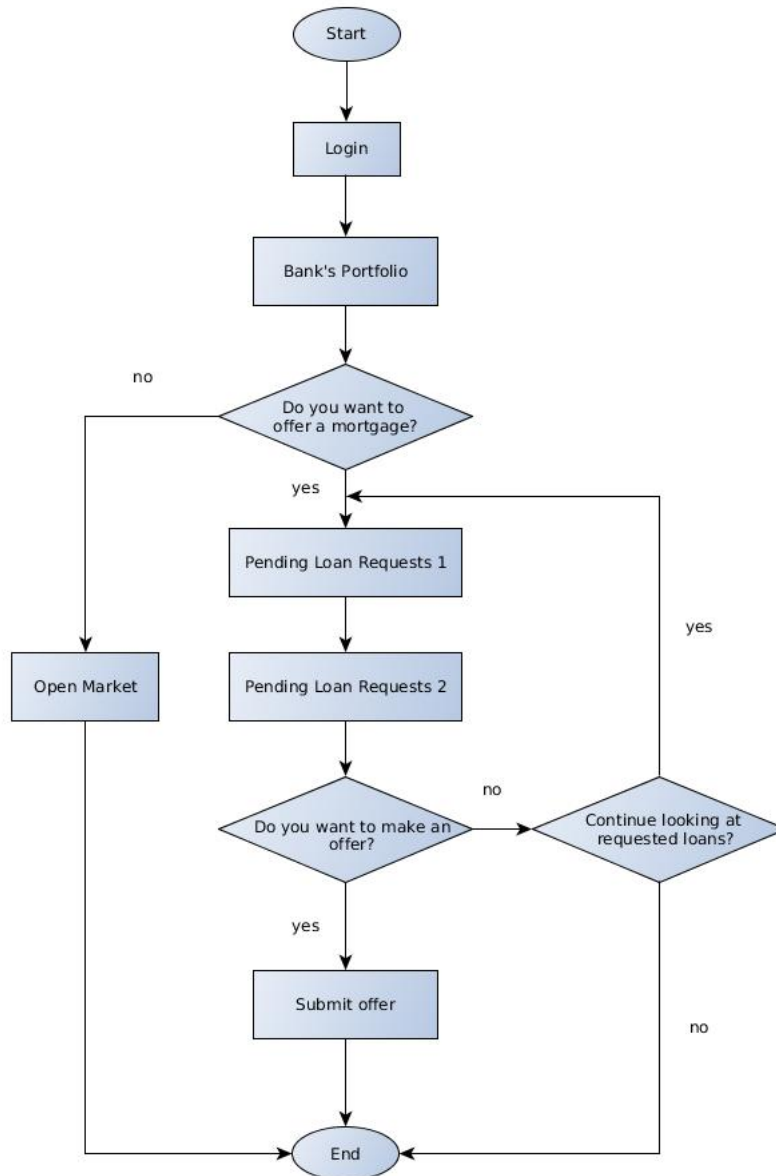 Start
Login
Bank's Portfolio
no
Do you want to
offer a mortgage?
yes
Pending Loan Requests 1
yes
Open Market
Pending Loan Requests 2
no
Do you want to make an
offer?
Continue looking at
requested loans?
yes
Submit offer
no
End